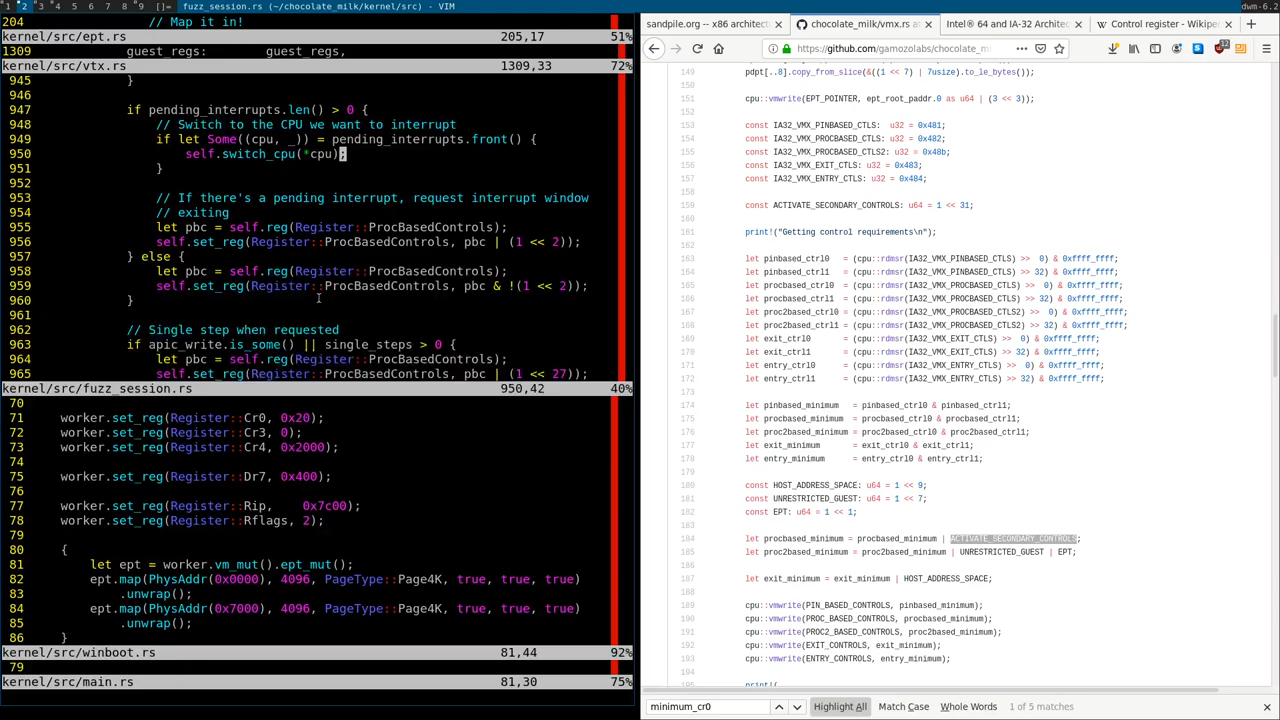 1 2 3 4 5 6 7 8 9 []= fuzz_session.rs (~/chocolate_milk/kernel/src) - VIM
dwm-6.2
204 // Map it in!
kernel/src/ept.rs 205,17 51%
1309 guest_regs: guest_regs,
kernel/src/vtx.rs 1309,33 72%
945 }
946
947 if pending_interrupts.len() > 0 {
948 // Switch to the CPU we want to interrupt
949 if let Some((cpu, _)) = pending_interrupts.front() {
950 self.switch_cpu(*cpu);
951 }
952
953 // If there's a pending interrupt, request interrupt window
954 // exiting
955 let pbc = self.reg(Register::ProcBasedControls);
956 self.set_reg(Register::ProcBasedControls, pbc | (1 << 2));
957 } else {
958 let pbc = self.reg(Register::ProcBasedControls);
959 self.set_reg(Register::ProcBasedControls, pbc & !(1 << 2));
960 }
961
962 // Single step when requested
963 if apic_write.is_some() || single_steps > 0 {
964 let pbc = self.reg(Register::ProcBasedControls);
965 self.set_reg(Register::ProcBasedControls, pbc | (1 << 27));
kernel/src/fuzz_session.rs 950,42 40%
70
71 worker.set_reg(Register::Cr0, 0x20);
72 worker.set_reg(Register::Cr3, 0);
73 worker.set_reg(Register::Cr4, 0x2000);
74
75 worker.set_reg(Register::Dr7, 0x400);
76
77 worker.set_reg(Register::Rip, 0x7c00);
78 worker.set_reg(Register::Rflags, 2);
79
80 {
81 let ept = worker.vm_mut().ept_mut();
82 ept.map(PhysAddr(0x0000), 4096, PageType::Page4K, true, true, true)
83 .unwrap();
84 ept.map(PhysAddr(0x7000), 4096, PageType::Page4K, true, true, true)
85 .unwrap();
86 }
kernel/src/winboot.rs 81,44 92%
79
kernel/src/main.rs 81,30 75%
sandpile.org -- x86 architec
chocolate_milk/vmx.rs at
Intel® 64 and IA-32 Architec
Control register - Wikiped
https://github.com/gamozolabs/chocolate_mi
149 pdpt[..8].copy_from_slice(&((1 << 7) | 7usize).to_le_bytes());
150
151 cpu::vmwrite(EPT_POINTER, ept_root_paddr.0 as u64 | (3 << 3));
152
153 const IA32_VMX_PINBASED_CTLS: u32 = 0x481;
154 const IA32_VMX_PROCBASED_CTLS: u32 = 0x482;
155 const IA32_VMX_PROCBASED_CTLS2: u32 = 0x48b;
156 const IA32_VMX_EXIT_CTLS: u32 = 0x483;
157 const IA32_VMX_ENTRY_CTLS: u32 = 0x484;
158
159 const ACTIVATE_SECONDARY_CONTROLS: u64 = 1 << 31;
160
161 print!("Getting control requirements\n");
162
163 let pinbased_ctrl0 = (cpu::rdmsr(IA32_VMX_PINBASED_CTLS) >> 0) & 0xffff_ffff;
164 let pinbased_ctrl1 = (cpu::rdmsr(IA32_VMX_PINBASED_CTLS) >> 32) & 0xffff_ffff;
165 let procbased_ctrl0 = (cpu::rdmsr(IA32_VMX_PROCBASED_CTLS) >> 0) & 0xffff_ffff;
166 let procbased_ctrl1 = (cpu::rdmsr(IA32_VMX_PROCBASED_CTLS) >> 32) & 0xffff_ffff;
167 let proc2based_ctrl0 = (cpu::rdmsr(IA32_VMX_PROCBASED_CTLS2) >> 0) & 0xffff_ffff;
168 let proc2based_ctrl1 = (cpu::rdmsr(IA32_VMX_PROCBASED_CTLS2) >> 32) & 0xffff_ffff;
169 let exit_ctrl0 = (cpu::rdmsr(IA32_VMX_EXIT_CTLS) >> 0) & 0xffff_ffff;
170 let exit_ctrl1 = (cpu::rdmsr(IA32_VMX_EXIT_CTLS) >> 32) & 0xffff_ffff;
171 let entry_ctrl0 = (cpu::rdmsr(IA32_VMX_ENTRY_CTLS) >> 0) & 0xffff_ffff;
172 let entry_ctrl1 = (cpu::rdmsr(IA32_VMX_ENTRY_CTLS) >> 32) & 0xffff_ffff;
173
174 let pinbased_minimum = pinbased_ctrl0 & pinbased_ctrl1;
175 let procbased_minimum = procbased_ctrl0 & procbased_ctrl1;
176 let proc2based_minimum = proc2based_ctrl0 & proc2based_ctrl1;
177 let exit_minimum = exit_ctrl0 & exit_ctrl1;
178 let entry_minimum = entry_ctrl0 & entry_ctrl1;
179
180 const HOST_ADDRESS_SPACE: u64 = 1 << 9;
181 const UNRESTRICTED_GUEST: u64 = 1 << 7;
182 const EPT: u64 = 1 << 1;
183
184 let procbased_minimum = procbased_minimum | ACTIVATE_SECONDARY_CONTROLS;
185 let proc2based_minimum = proc2based_minimum | UNRESTRICTED_GUEST | EPT;
186
187 let exit_minimum = exit_minimum | HOST_ADDRESS_SPACE;
188
189 cpu::vmwrite(PIN_BASED_CONTROLS, pinbased_minimum);
190 cpu::vmwrite(PROC_BASED_CONTROLS, procbased_minimum);
191 cpu::vmwrite(PROC2_BASED_CONTROLS, proc2based_minimum);
192 cpu::vmwrite(EXIT_CONTROLS, exit_minimum);
193 cpu::vmwrite(ENTRY_CONTROLS, entry_minimum);
194
195 print!(
minimum_cr0 Highlight All Match Case Whole Words 1 of 5 matches